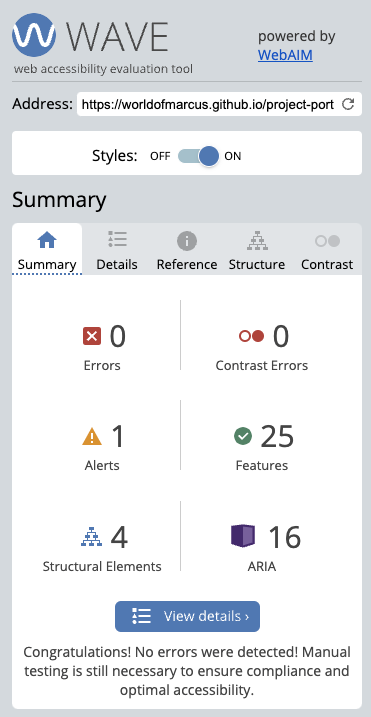 WAVE
web accessibility evaluation tool
powered by
WebAIM
Address: https://worldofmarcus.github.io/project-port
Styles: OFF ON
Summary
Summary Details Reference Structure Contrast
0 0
Errors Contrast Errors
1 25
Alerts Features
4 16
Structural Elements ARIA
View details ›
Congratulations! No errors were detected! Manual
testing is still necessary to ensure compliance and
optimal accessibility.